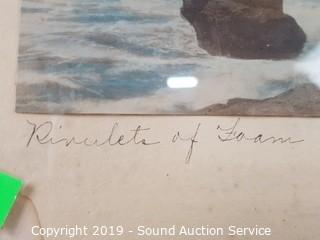 Rivulets of Foam
Copyright 2019 - Sound Auction Service